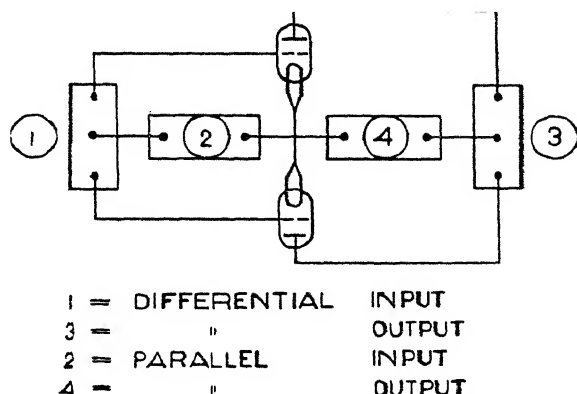 1 2 4 3
1 = DIFFERENTIAL INPUT
3 = " OUTPUT
2 = PARALLEL INPUT
4 = " OUTPUT